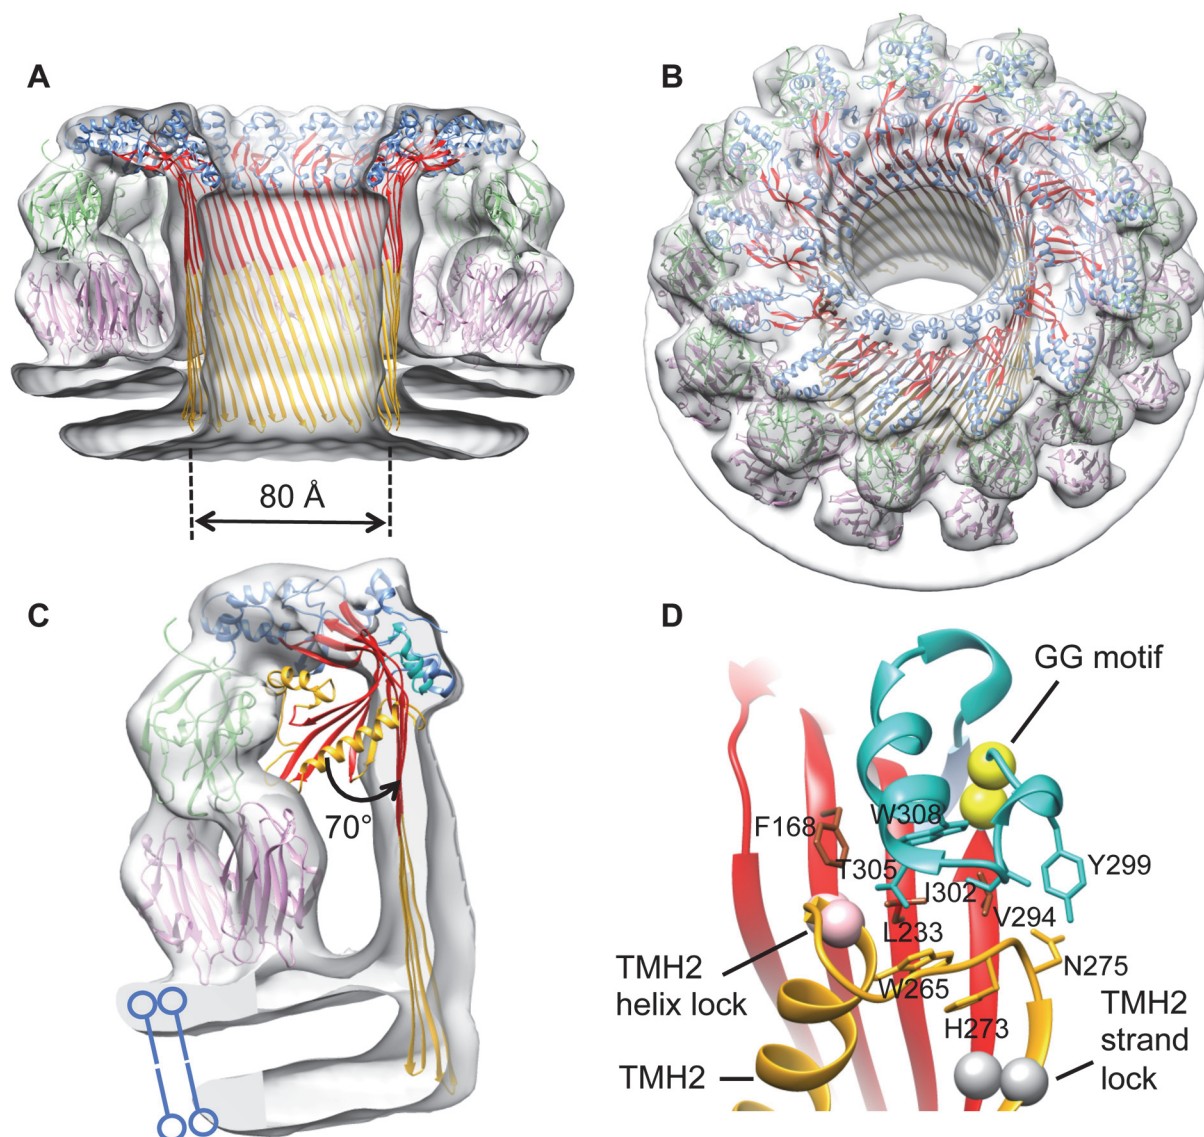 A
B
80 Å
C
70°
D
GG motif
F168
W308
T305
Y299
I302
V294
L233
TMH2
helix lock
W265
N275
H273
TMH2
strand
lock
TMH2